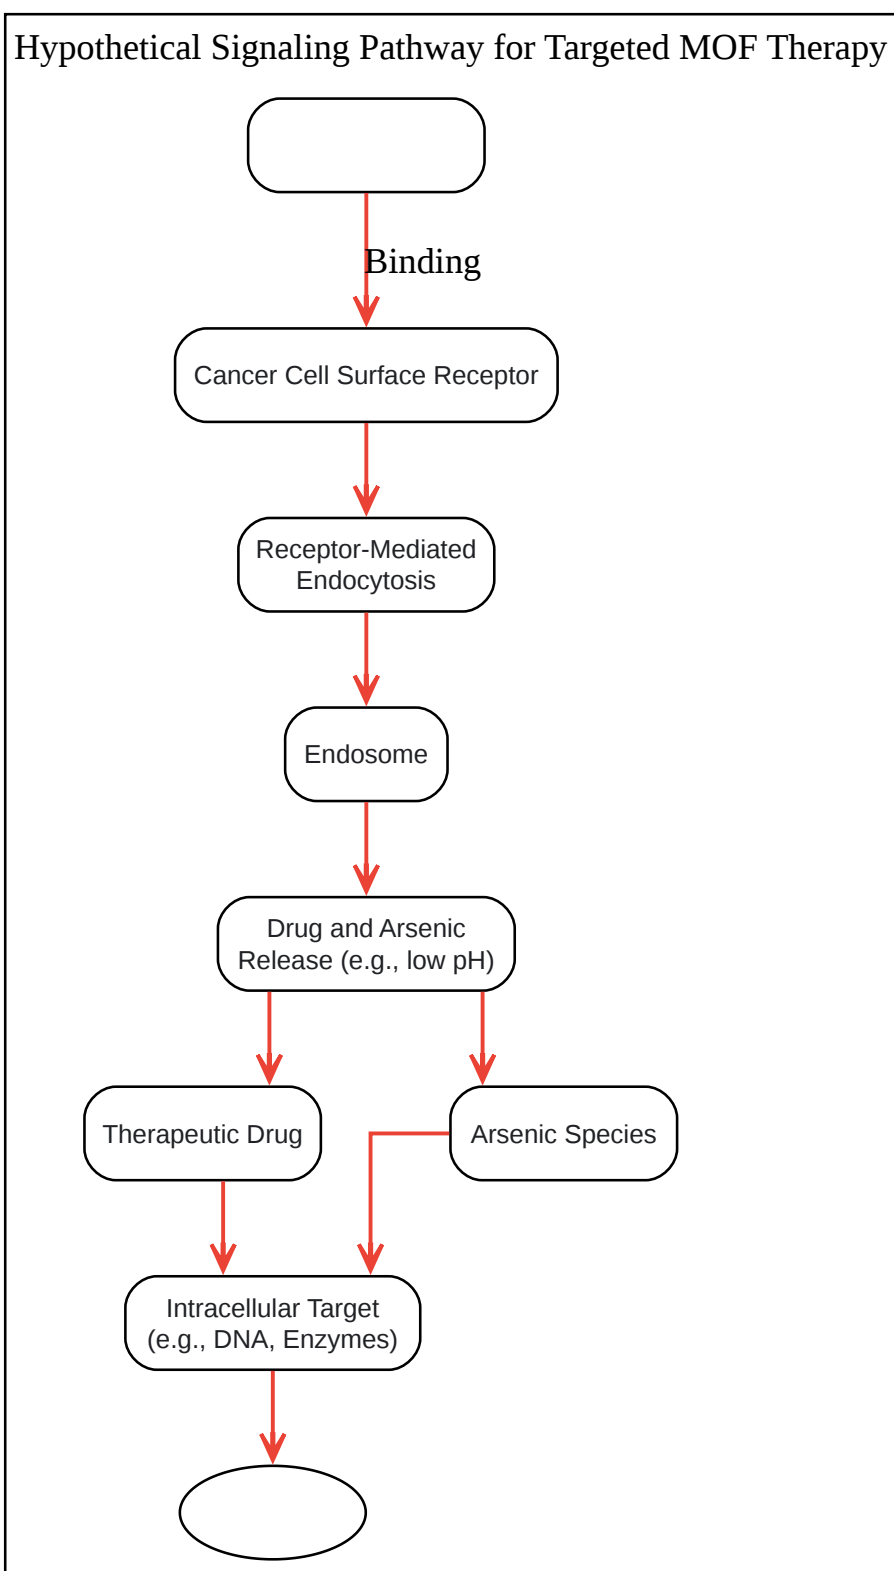 Hypothetical Signaling Pathway for Targeted MOF Therapy
Binding
Cancer Cell Surface Receptor
Receptor-Mediated
Endocytosis
Endosome
Drug and Arsenic
Release (e.g., low pH)
Therapeutic Drug
Arsenic Species
Intracellular Target
(e.g., DNA, Enzymes)